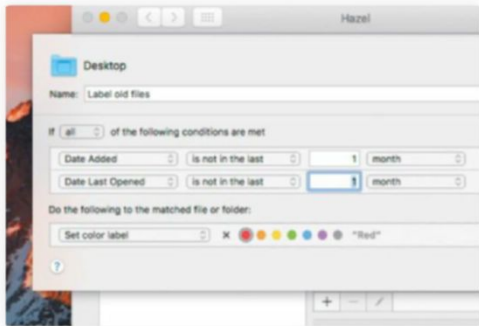 Hazel
Desktop
Name: Label old files
If all of the following conditions are met
Date Added is not in the last 1 month
Date Last Opened is not in the last 1 month
Do the following to the matched file or folder:
Set color label × "Red"
?
+ −